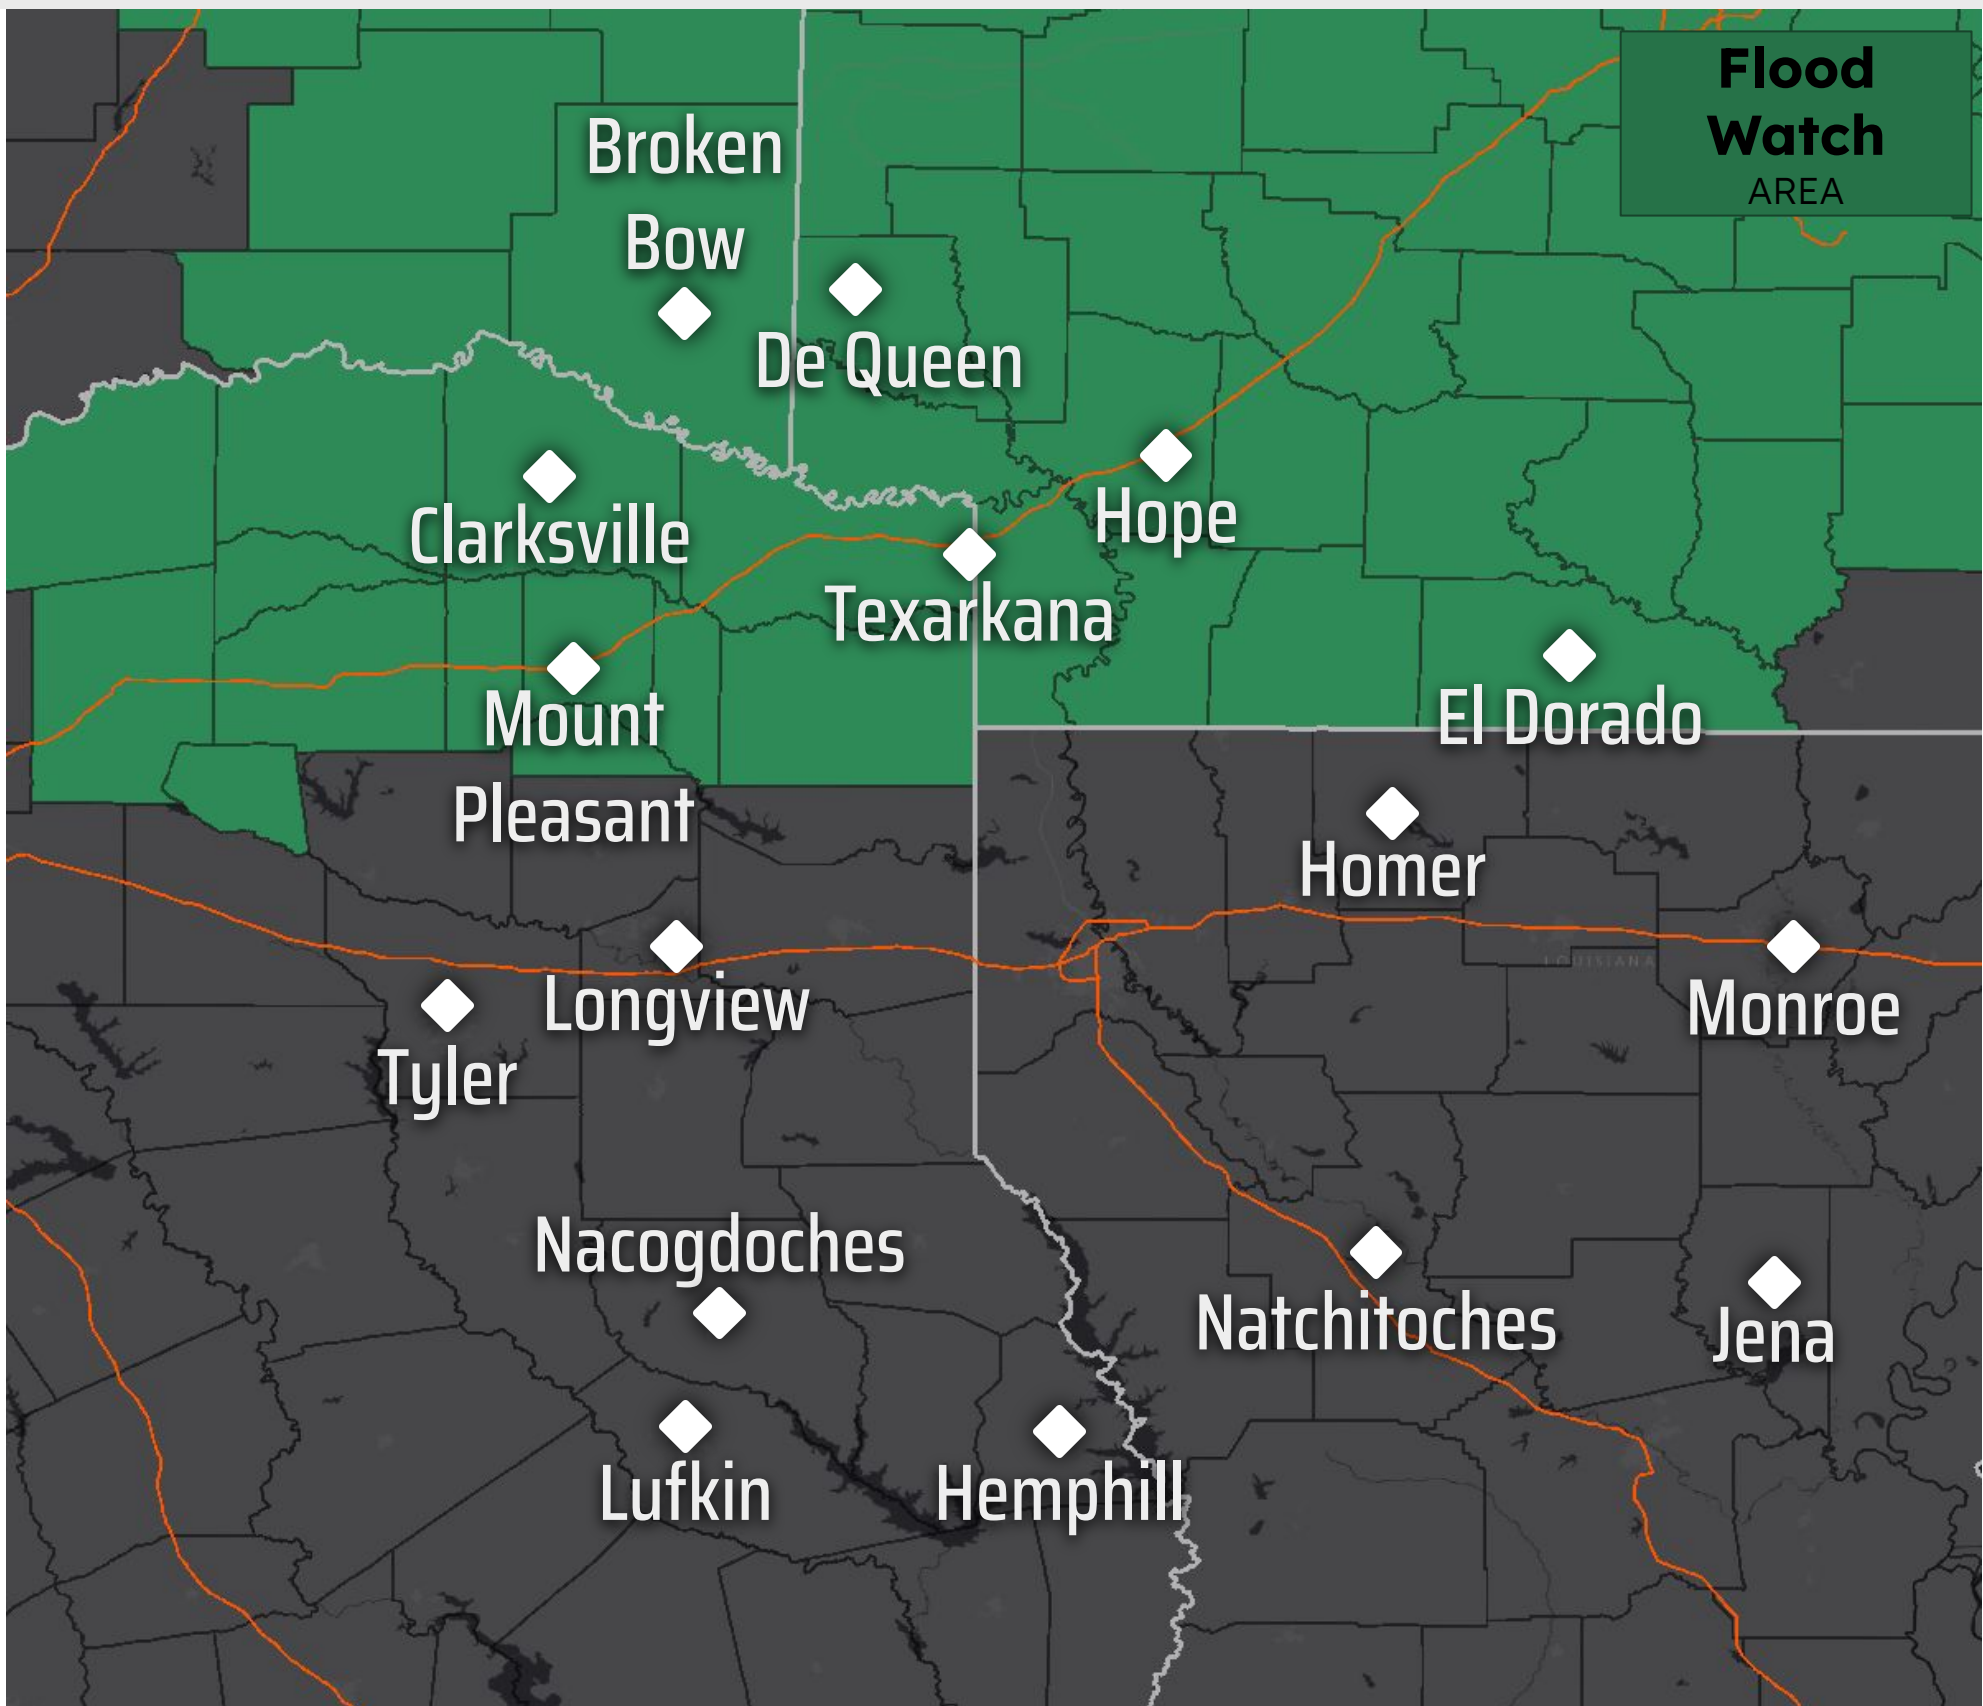 Flood
Watch
AREA
Broken
Bow
De Queen
Clarksville
Hope
Texarkana
Mount
Pleasant
El Dorado
Homer
LOUISIANA
Longview
Monroe
Tyler
Nacogdoches
Natchitoches
Jena
Lufkin
Hemphill